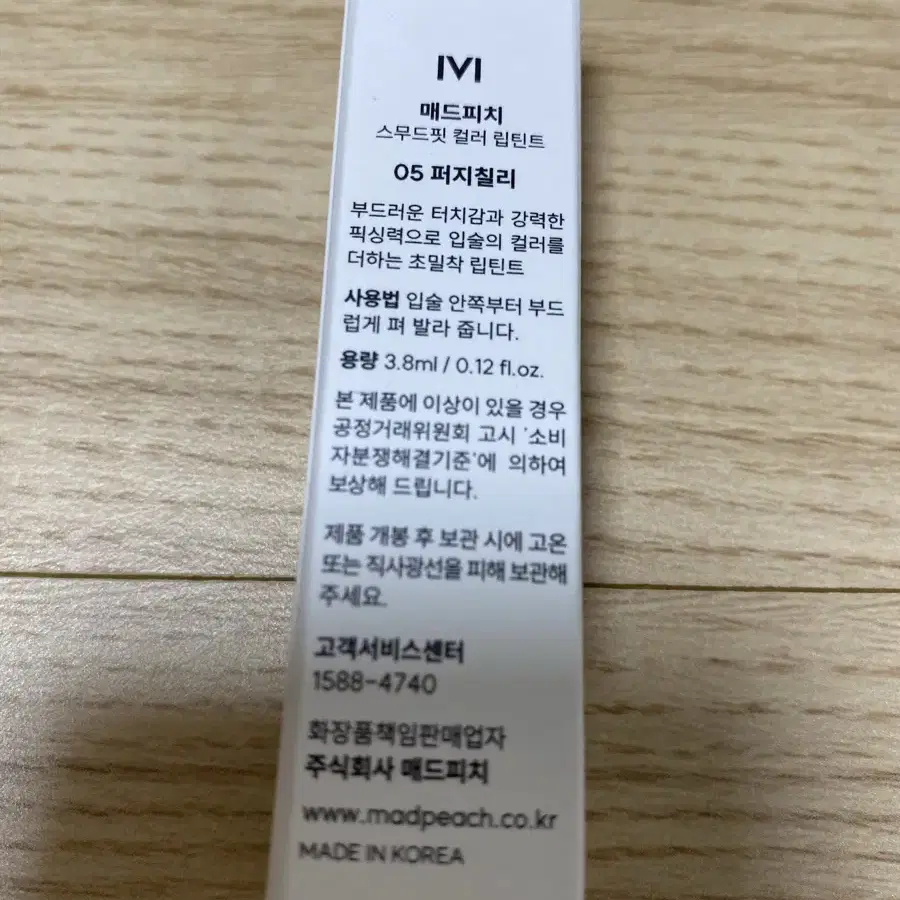 IVI
매드피치
스무드핏 컬러 립틴트
05 퍼지칠리
부드러운 터치감과 강력한
픽싱력으로 입술의 컬러를
더하는 초밀착 립틴트
사용법 입술 안쪽부터 부드
럽게 펴 발라 줍니다.
용량 3.8ml / 0.12 fl.oz.
본 제품에 이상이 있을 경우
공정거래위원회 고시 '소비
자분쟁해결기준'에 의하여
보상해 드립니다.
제품 개봉 후 보관 시에 고온
또는 직사광선을 피해 보관해
주세요.
고객서비스센터
1588-4740
화장품책임판매업자
주식회사 매드피치
www.madpeach.co.kr
MADE IN KOREA